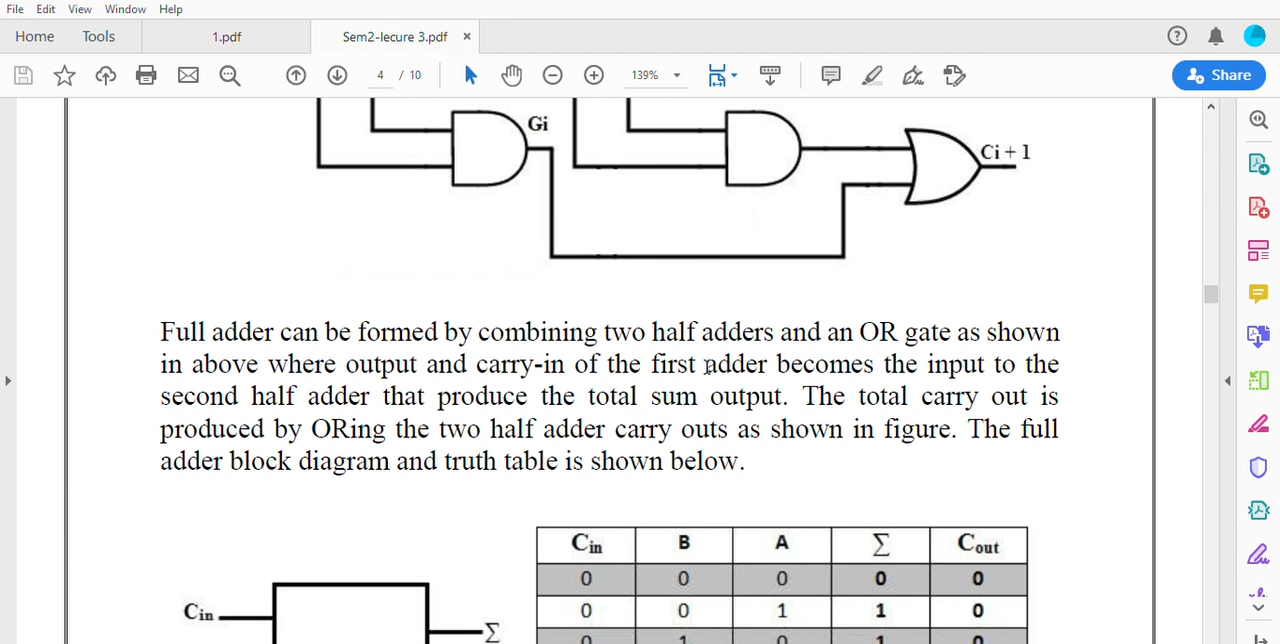 File Edit View Window Help
Home Tools 1.pdf Sem2-lecure 3.pdf ×
4 / 10 139% Share
Gi
Ci + 1
Full adder can be formed by combining two half adders and an OR gate as shown
in above where output and carry-in of the first adder becomes the input to the
second half adder that produce the total sum output. The total carry out is
produced by ORing the two half adder carry outs as shown in figure. The full
adder block diagram and truth table is shown below.
Cin B A ∑ Cout
0 0 0 0 0
0 0 1 1 0
0 1 0 1 0
Cin
∑